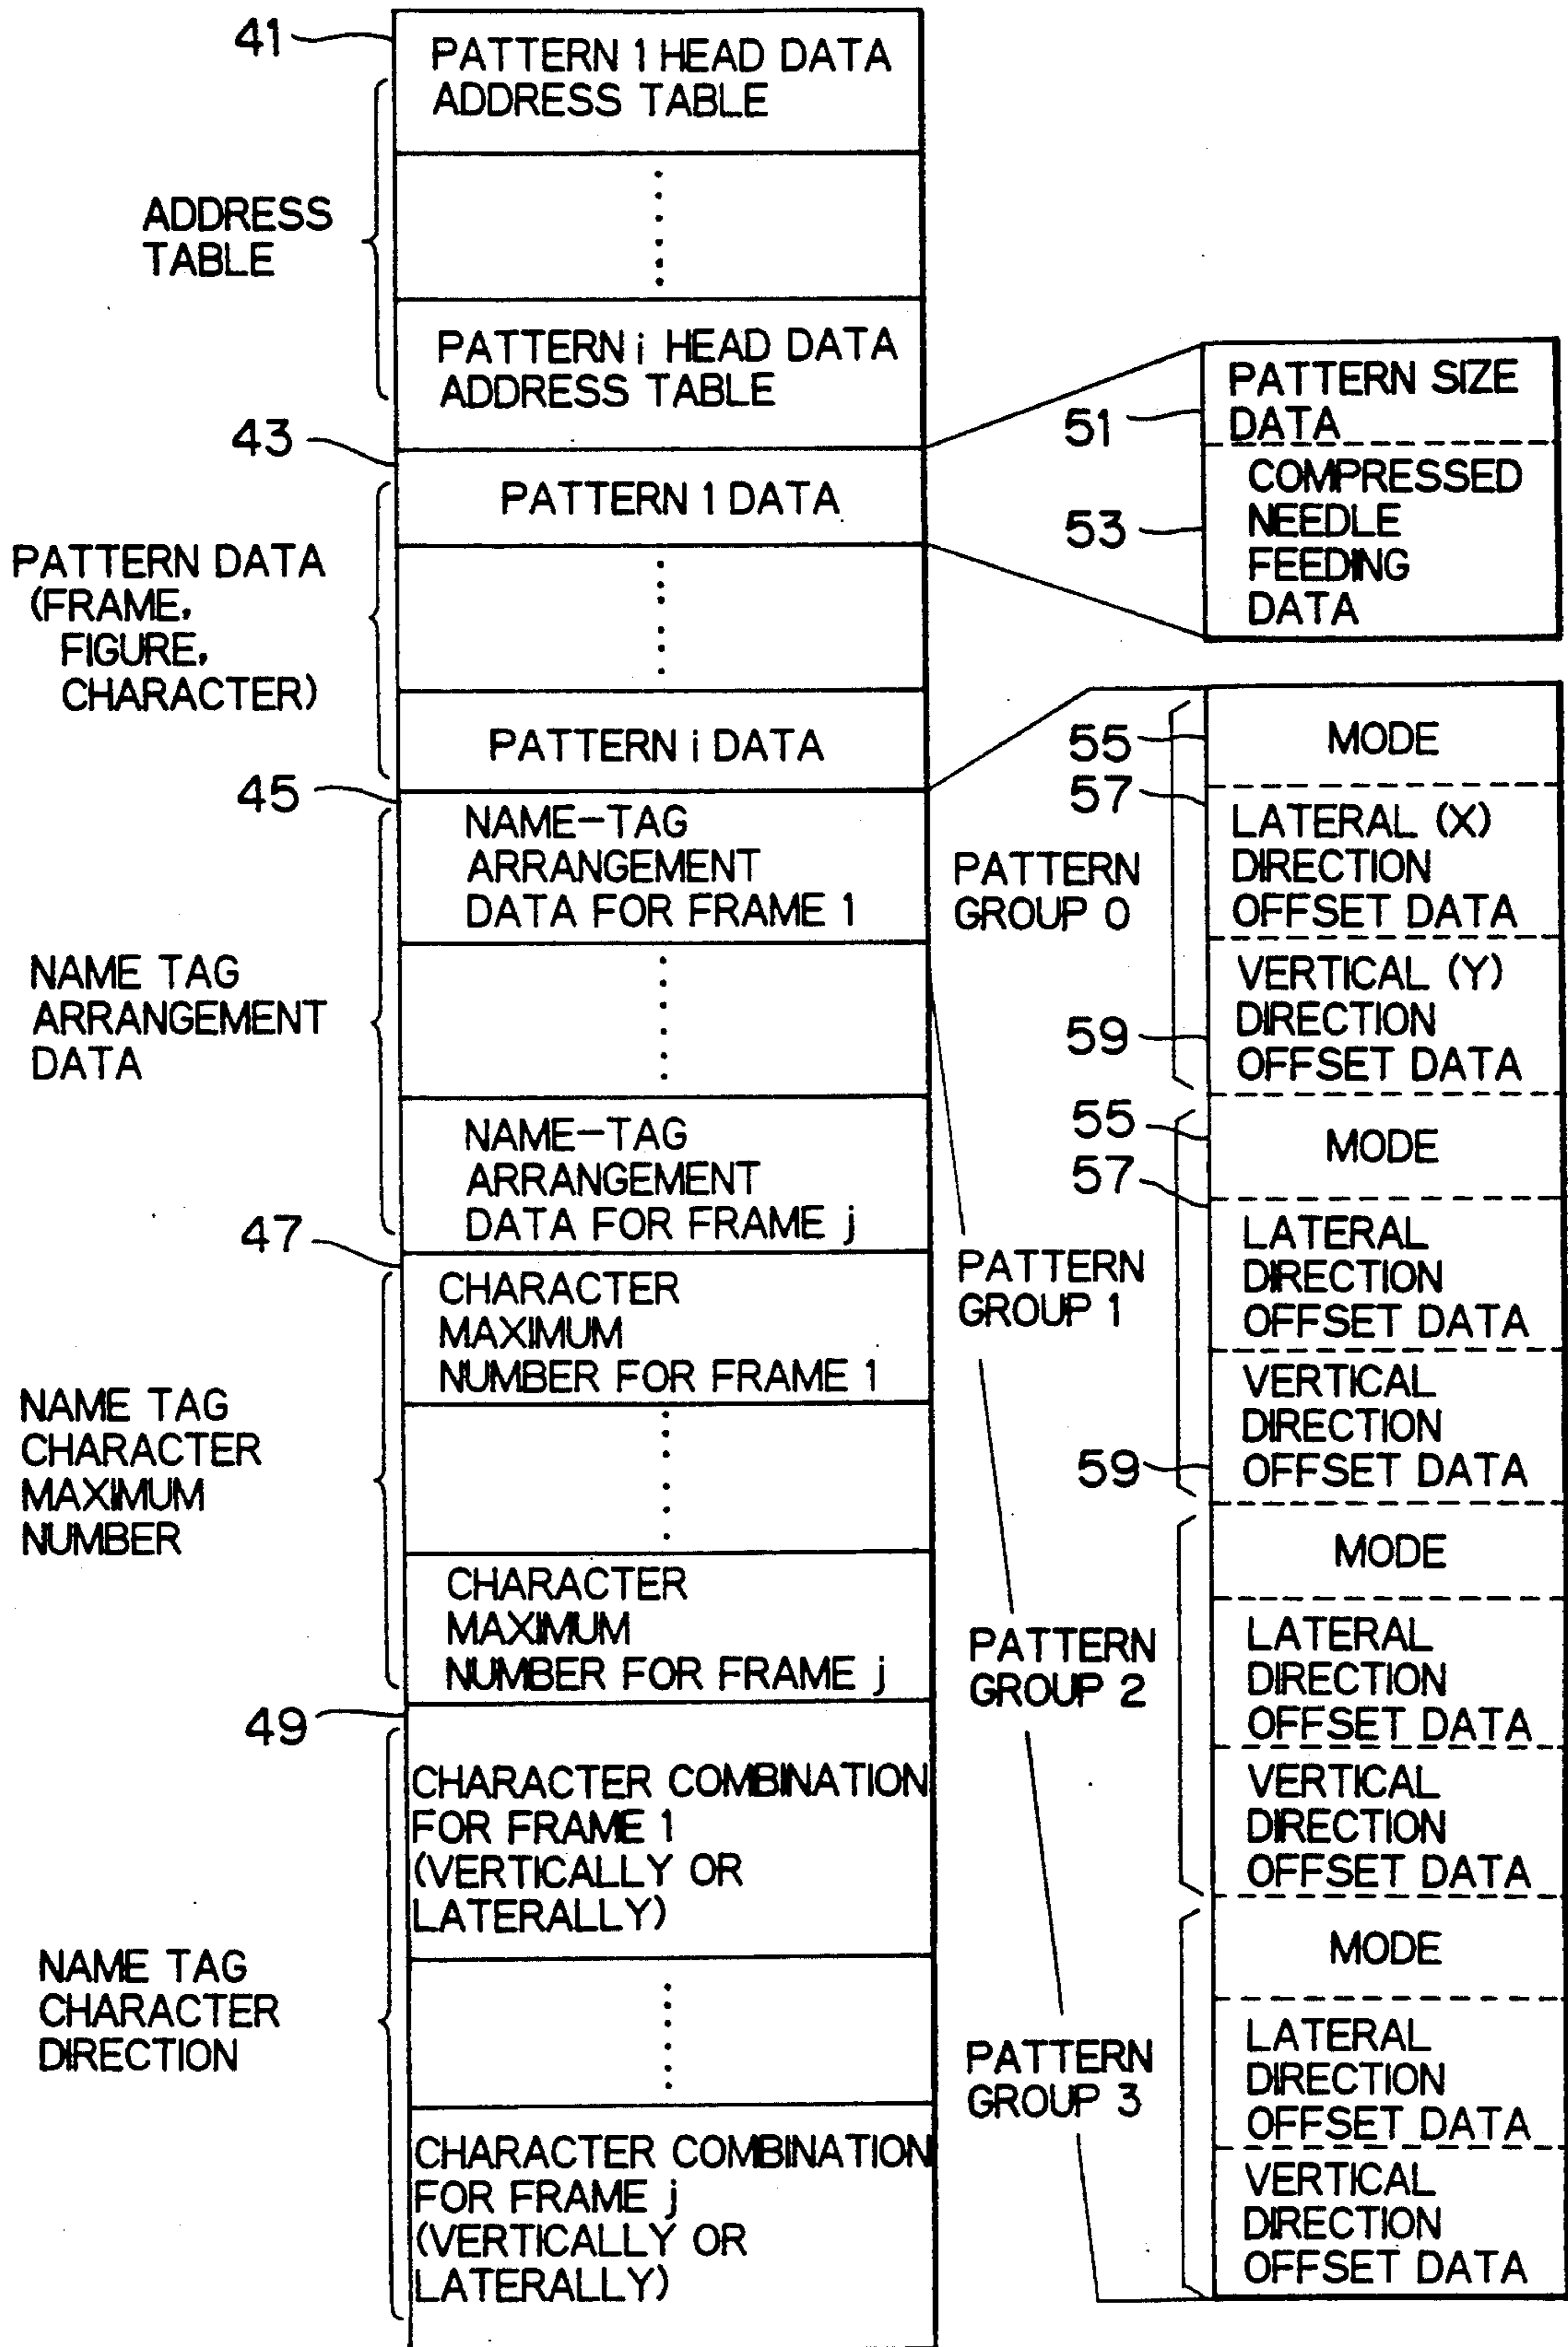 41
PATTERN 1 HEAD DATA
ADDRESS TABLE
ADDRESS
TABLE
PATTERN i HEAD DATA
ADDRESS TABLE
43
PATTERN 1 DATA
PATTERN DATA
(FRAME,
FIGURE,
CHARACTER)
PATTERN i DATA
45
NAME-TAG
ARRANGEMENT
DATA FOR FRAME 1
NAME TAG
ARRANGEMENT
DATA
NAME-TAG
ARRANGEMENT
DATA FOR FRAME j
47
CHARACTER
MAXIMUM
NUMBER FOR FRAME 1
NAME TAG
CHARACTER
MAXIMUM
NUMBER
CHARACTER
MAXIMUM
NUMBER FOR FRAME j
49
CHARACTER COMBINATION
FOR FRAME 1
(VERTICALLY OR
LATERALLY)
NAME TAG
CHARACTER
DIRECTION
CHARACTER COMBINATION
FOR FRAME j
(VERTICALLY OR
LATERALLY)
51
PATTERN SIZE
DATA
53
COMPRESSED
NEEDLE
FEEDING
DATA
PATTERN
GROUP 0
55
MODE
57
LATERAL (X)
DIRECTION
OFFSET DATA
59
VERTICAL (Y)
DIRECTION
OFFSET DATA
PATTERN
GROUP 1
55
MODE
57
LATERAL
DIRECTION
OFFSET DATA
59
VERTICAL
DIRECTION
OFFSET DATA
PATTERN
GROUP 2
MODE
LATERAL
DIRECTION
OFFSET DATA
VERTICAL
DIRECTION
OFFSET DATA
PATTERN
GROUP 3
MODE
LATERAL
DIRECTION
OFFSET DATA
VERTICAL
DIRECTION
OFFSET DATA